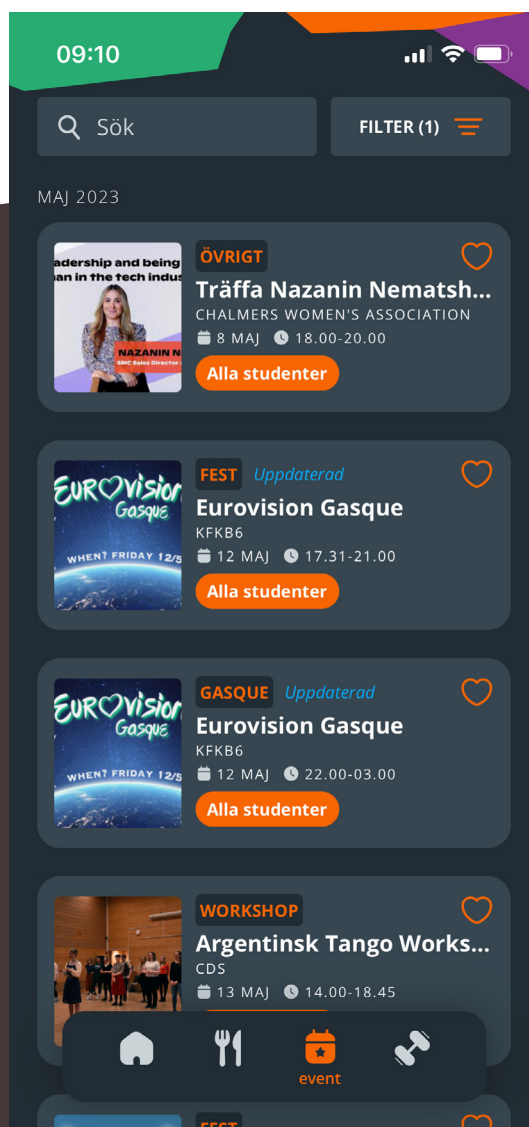 09:10
Sök
FILTER (1)
MAJ 2023
adership and being
an in the tech indus
NAZANIN N
SMC Sales Director
ÖVRIGT
Träffa Nazanin Nematsh...
CHALMERS WOMEN'S ASSOCIATION
8 MAJ 18.00-20.00
Alla studenter
EUROVISION
Gasque
WHEN? FRIDAY 12/5
FEST Uppdaterad
Eurovision Gasque
KFKB6
12 MAJ 17.31-21.00
Alla studenter
EUROVISION
Gasque
WHEN? FRIDAY 12/5
GASQUE Uppdaterad
Eurovision Gasque
KFKB6
12 MAJ 22.00-03.00
Alla studenter
WORKSHOP
Argentinsk Tango Works...
CDS
13 MAJ 14.00-18.45
event
FEST